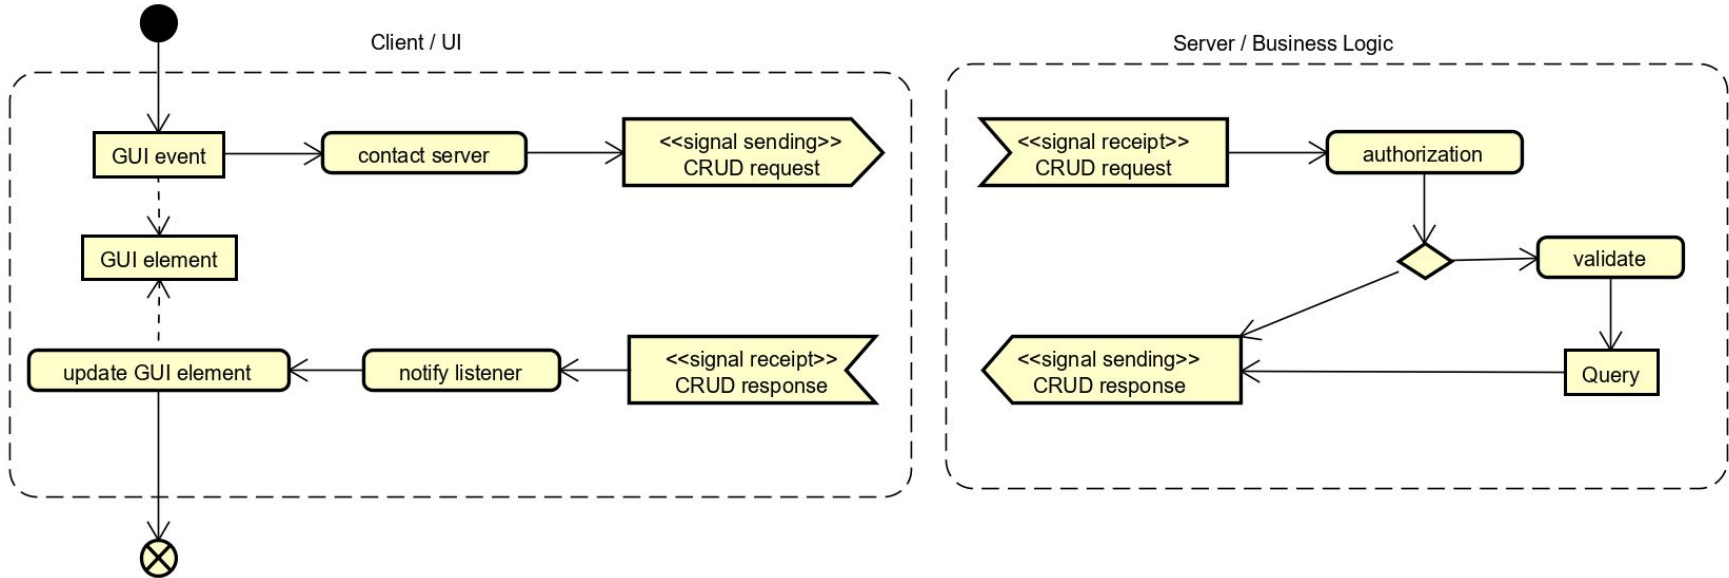 Client / UI
GUI event
contact server
<<signal sending>>
CRUD request
GUI element
update GUI element
notify listener
<<signal receipt>>
CRUD response
Server / Business Logic
<<signal receipt>>
CRUD request
authorization
validate
<<signal sending>>
CRUD response
Query